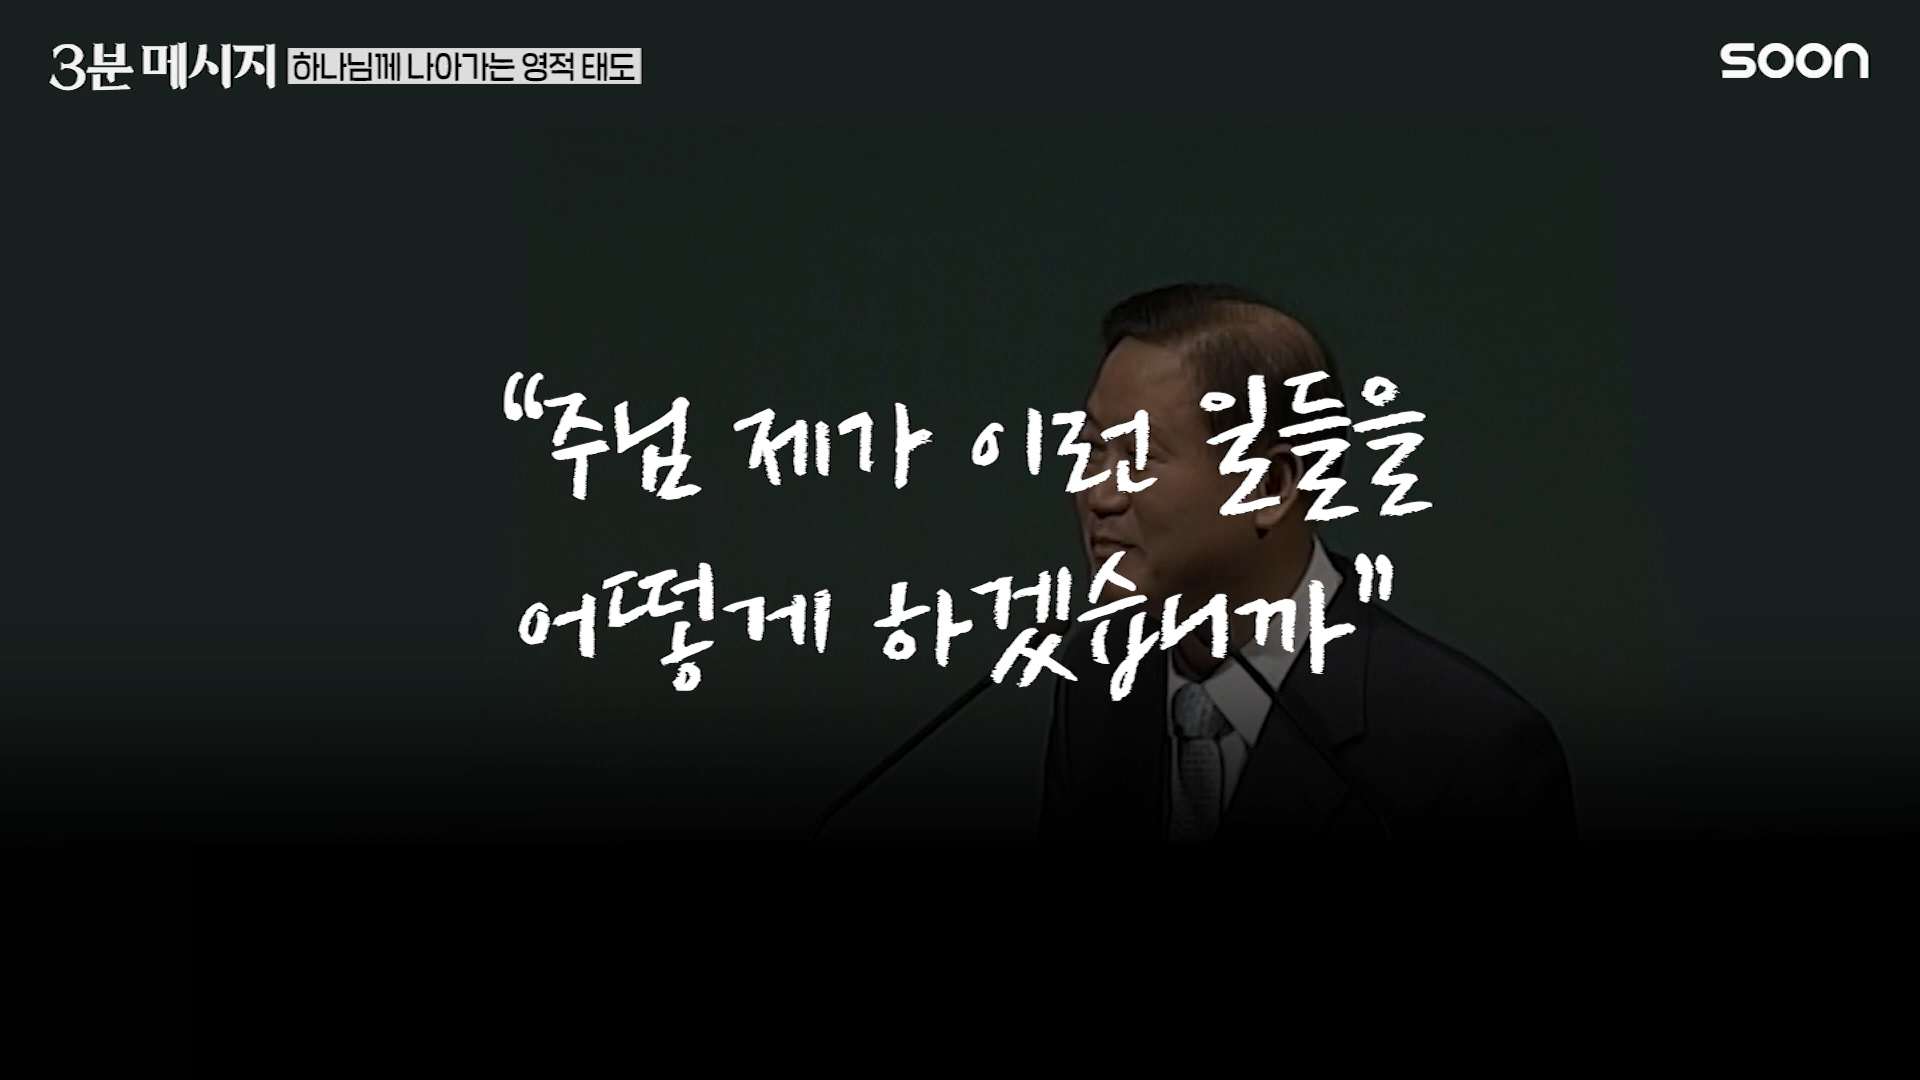 3분 메시지 하나님께 나아가는 영적 태도
soon
“주님 제가 이런 일들을
어떻게 하겠습니까”